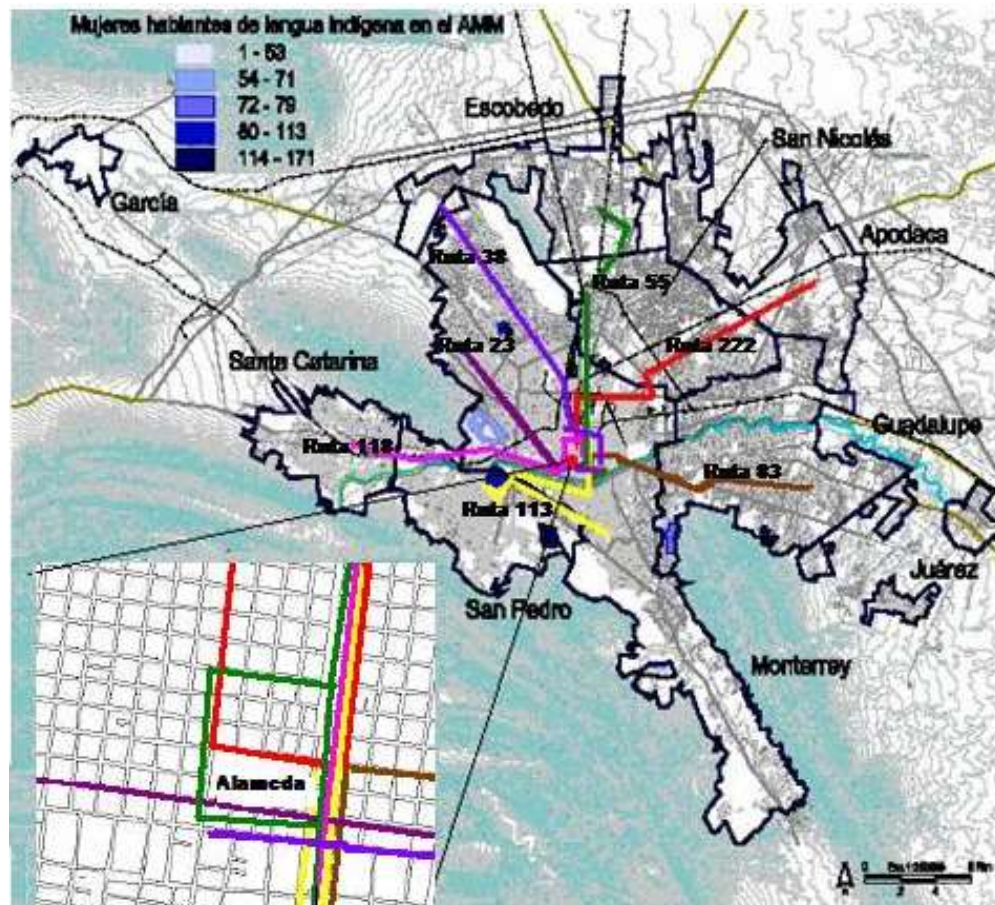 Mujeres hablantes de lengua indígena en el AMM
1 - 53
54 - 71
72 - 79
80 - 113
114 - 171
Escobedo
San Nicolás
García
Apodaca
Ruta 38
Ruta 55
Ruta 23
Ruta 222
Santa Catarina
Guadalupe
Ruta 118
Ruta 83
Ruta 113
Juárez
San Pedro
Monterrey
Alameda
0
2 4